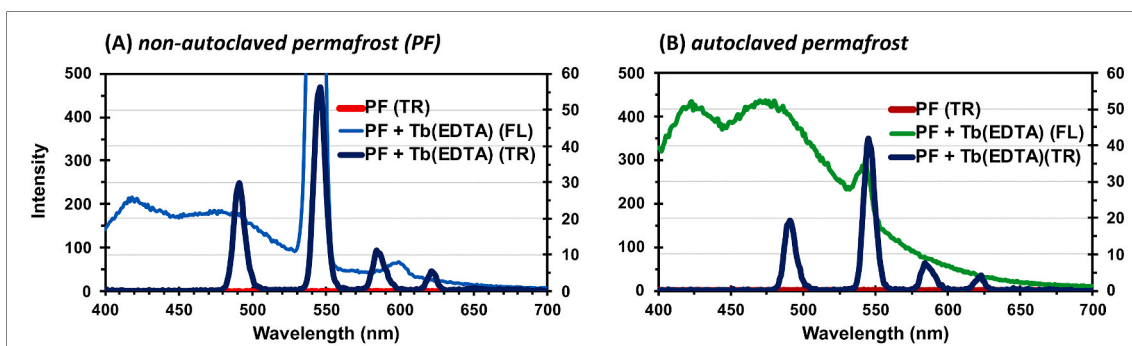 (A) non-autoclaved permafrost (PF)
(B) autoclaved permafrost
500
400
300
200
100
0
Intensity
60
50
40
30
20
10
0
PF (TR)
PF + Tb(EDTA) (FL)
PF + Tb(EDTA) (TR)
400 450 500 550 600 650 700
Wavelength (nm)
500
400
300
200
100
0
60
50
40
30
20
10
0
PF (TR)
PF + Tb(EDTA) (FL)
PF + Tb(EDTA)(TR)
400 450 500 550 600 650 700
Wavelength (nm)